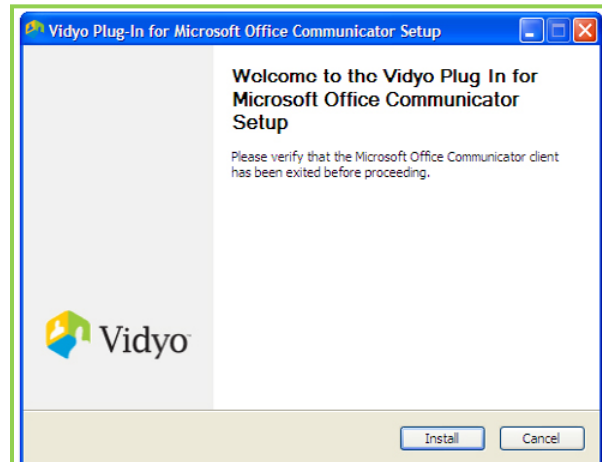 Vidyo Plug-In for Microsoft Office Communicator Setup
Welcome to the Vidyo Plug In for
Microsoft Office Communicator
Setup
Please verify that the Microsoft Office Communicator client
has been exited before proceeding.
Vidyo
Install
Cancel